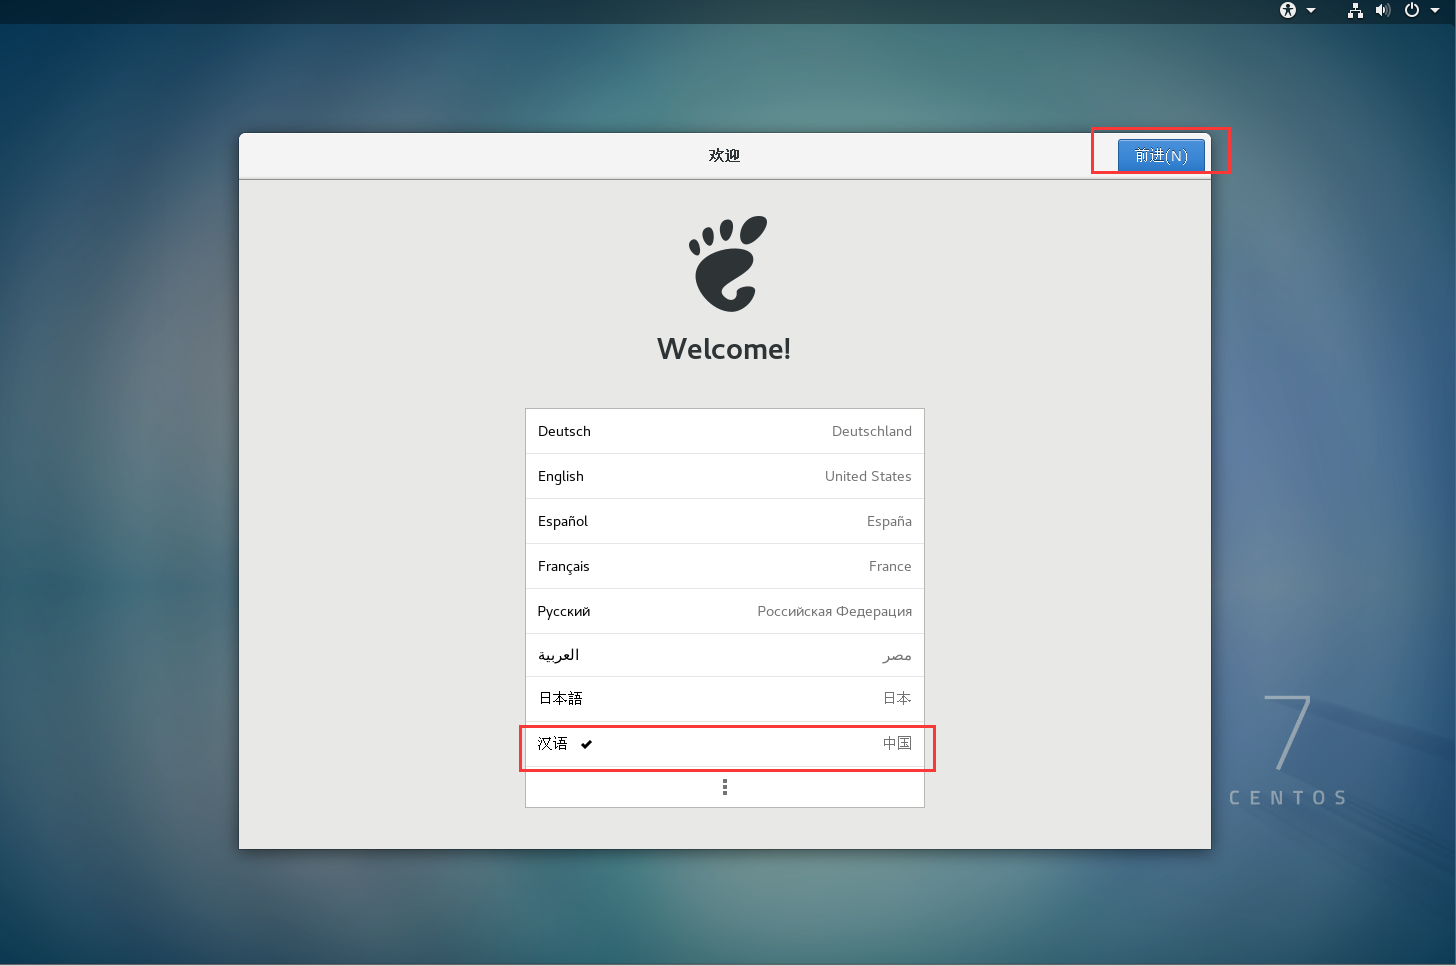 欢迎
前进(N)
Welcome!
Deutsch Deutschland
English United States
Español España
Français France
Русский Российская Федерация
العربية مصر
日本語 日本
汉语 中国
7
CENTOS